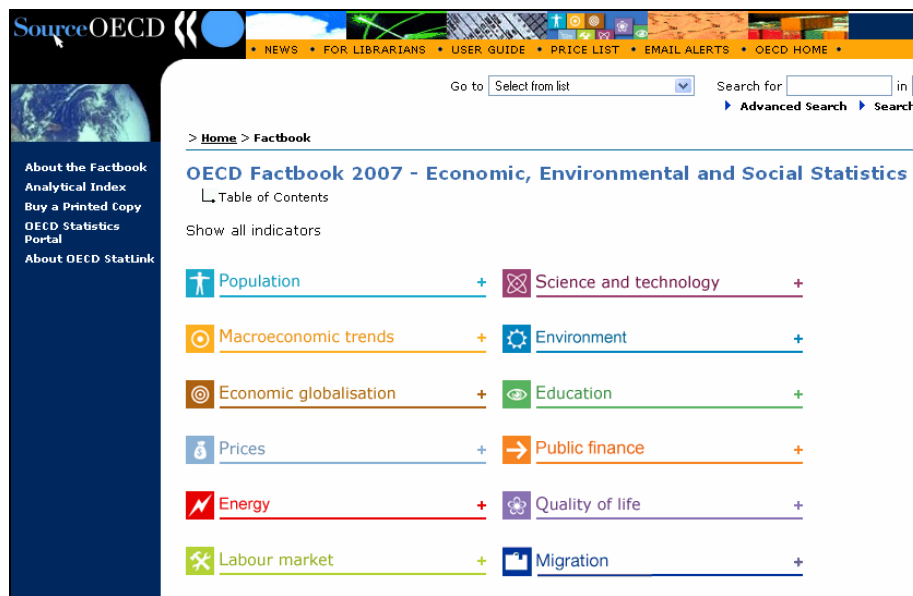 SourceOECD
• NEWS • FOR LIBRARIANS • USER GUIDE • PRICE LIST • EMAIL ALERTS • OECD HOME •
Go to Select from list Search for in
Advanced Search Search
> Home > Factbook
About the Factbook
Analytical Index
Buy a Printed Copy
OECD Statistics
Portal
About OECD StatLink
OECD Factbook 2007 - Economic, Environmental and Social Statistics
Table of Contents
Show all indicators
Population +
Science and technology +
Macroeconomic trends +
Environment +
Economic globalisation +
Education +
Prices +
Public finance +
Energy +
Quality of life +
Labour market +
Migration +